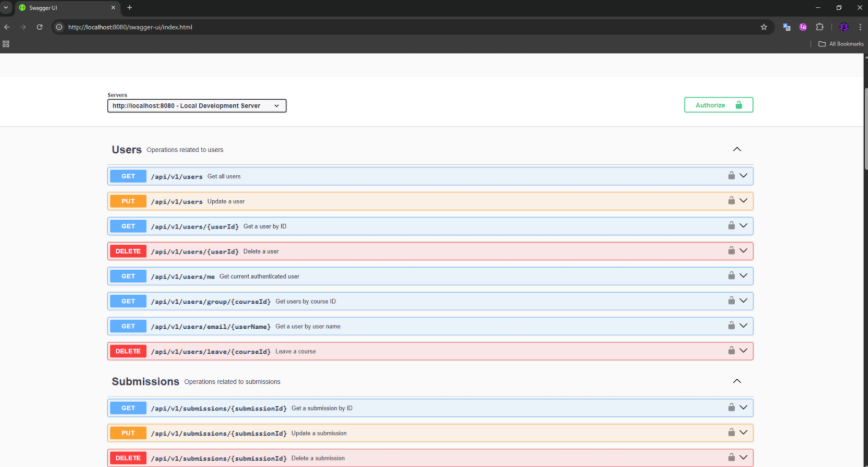 Swagger UI
http://localhost:8080/swagger-ui/index.html
All Bookmarks
Servers
http://localhost:8080 - Local Development Server
Authorize
Users Operations related to users
GET /api/v1/users Get all users
PUT /api/v1/users Update a user
GET /api/v1/users/{userId} Get a user by ID
DELETE /api/v1/users/{userId} Delete a user
GET /api/v1/users/me Get current authenticated user
GET /api/v1/users/group/{courseId} Get users by course ID
GET /api/v1/users/email/{userName} Get a user by user name
DELETE /api/v1/users/leave/{courseId} Leave a course
Submissions Operations related to submissions
GET /api/v1/submissions/{submissionId} Get a submission by ID
PUT /api/v1/submissions/{submissionId} Update a submission
DELETE /api/v1/submissions/{submissionId} Delete a submission